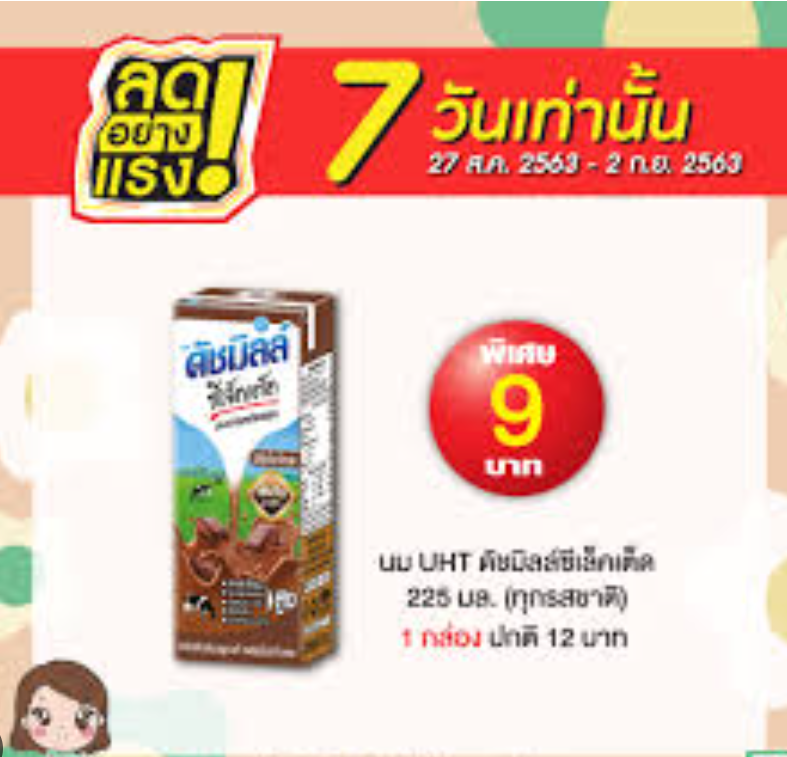 ลด
อย่าง
แรง!
7 วันเท่านั้น
27 ส.ค. 2563 - 2 ก.ย. 2563
ดัชมิลล์
ซีเล็คเต็ด
พิเศษ
9
บาท
นม UHT ดัชมิลล์ซีเล็คเต็ด
225 มล. (ทุกรสชาติ)
1 กล่อง ปกติ 12 บาท